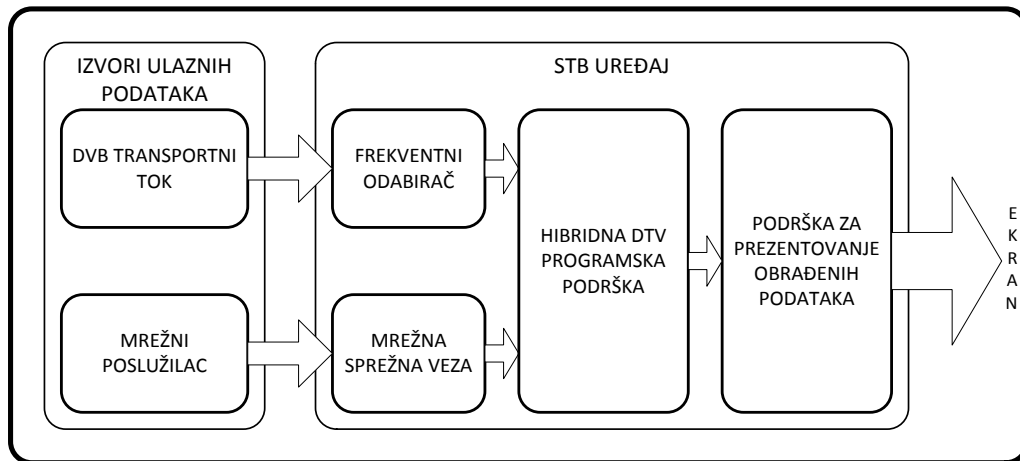 IZVORI ULAZNIH
PODATAKA
DVB TRANSPORTNI
TOK
MREŽNI
POSLUŽILAC
STB UREĐAJ
FREKVENTNI
ODABIRAČ
MREŽNA
SPREŽNA VEZA
HIBRIDNA DTV
PROGRAMSKA
PODRŠKA
PODRŠKA ZA
PREZENTOVANJE
OBRAĐENIH
PODATAKA
E
K
R
A
N